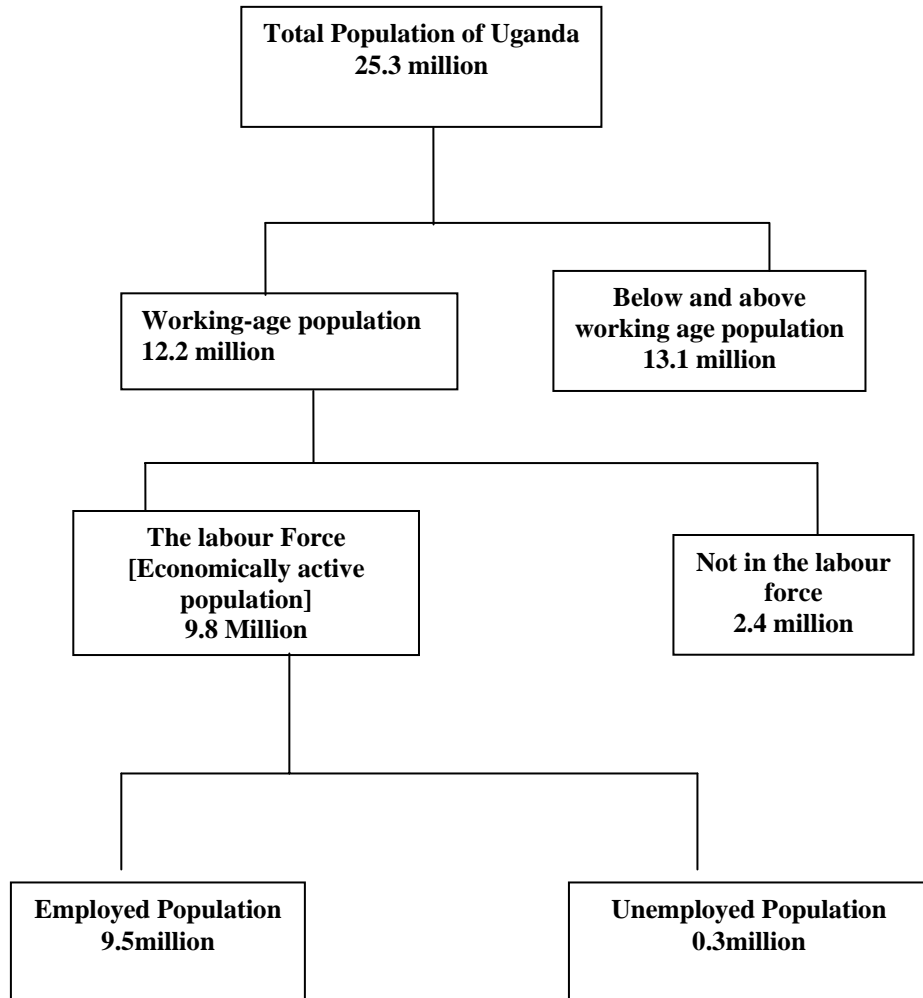 Total Population of Uganda
25.3 million
Working-age population
12.2 million
Below and above
working age population
13.1 million
The labour Force
[Economically active
population]
9.8 Million
Not in the labour
force
2.4 million
Employed Population
9.5million
Unemployed Population
0.3million